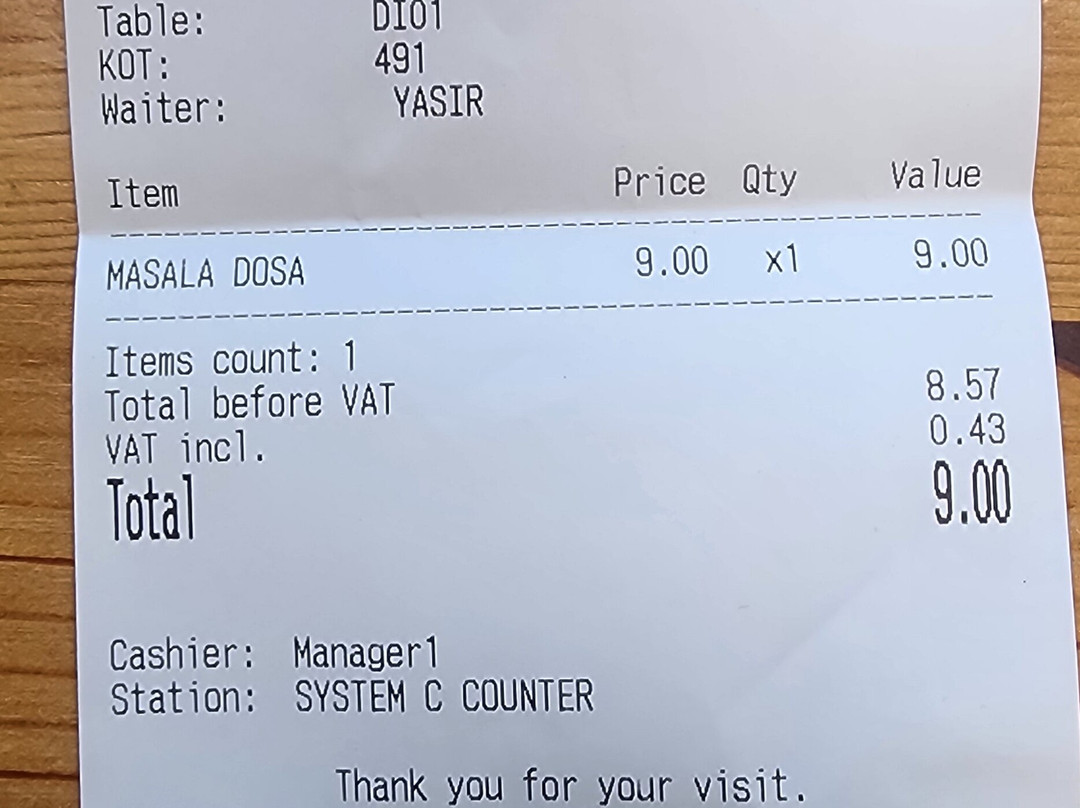 Table: DI01
KOT: 491
Waiter: YASIR
Item Price Qty Value
MASALA DOSA 9.00 x1 9.00
Items count: 1
Total before VAT 8.57
VAT incl. 0.43
Total 9.00
Cashier: Manager1
Station: SYSTEM C COUNTER
Thank you for your visit.